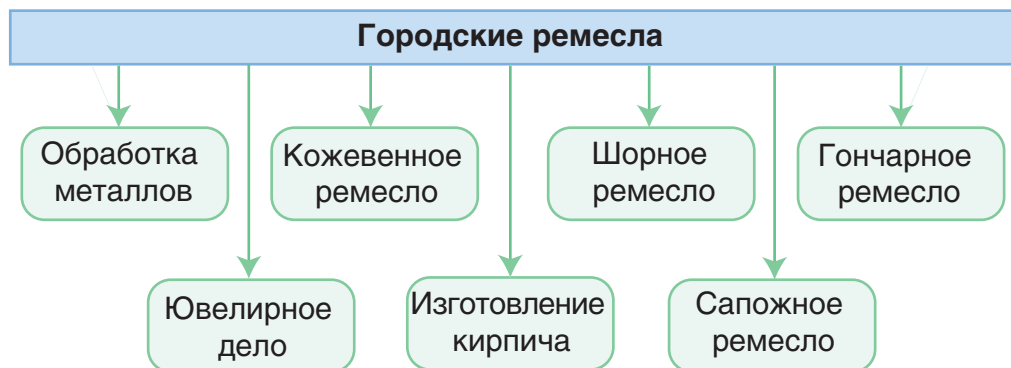 Городские ремесла
Обработка
металлов
Кожевенное
ремесло
Шорное
ремесло
Гончарное
ремесло
Ювелирное
дело
Изготовление
кирпича
Сапожное
ремесло